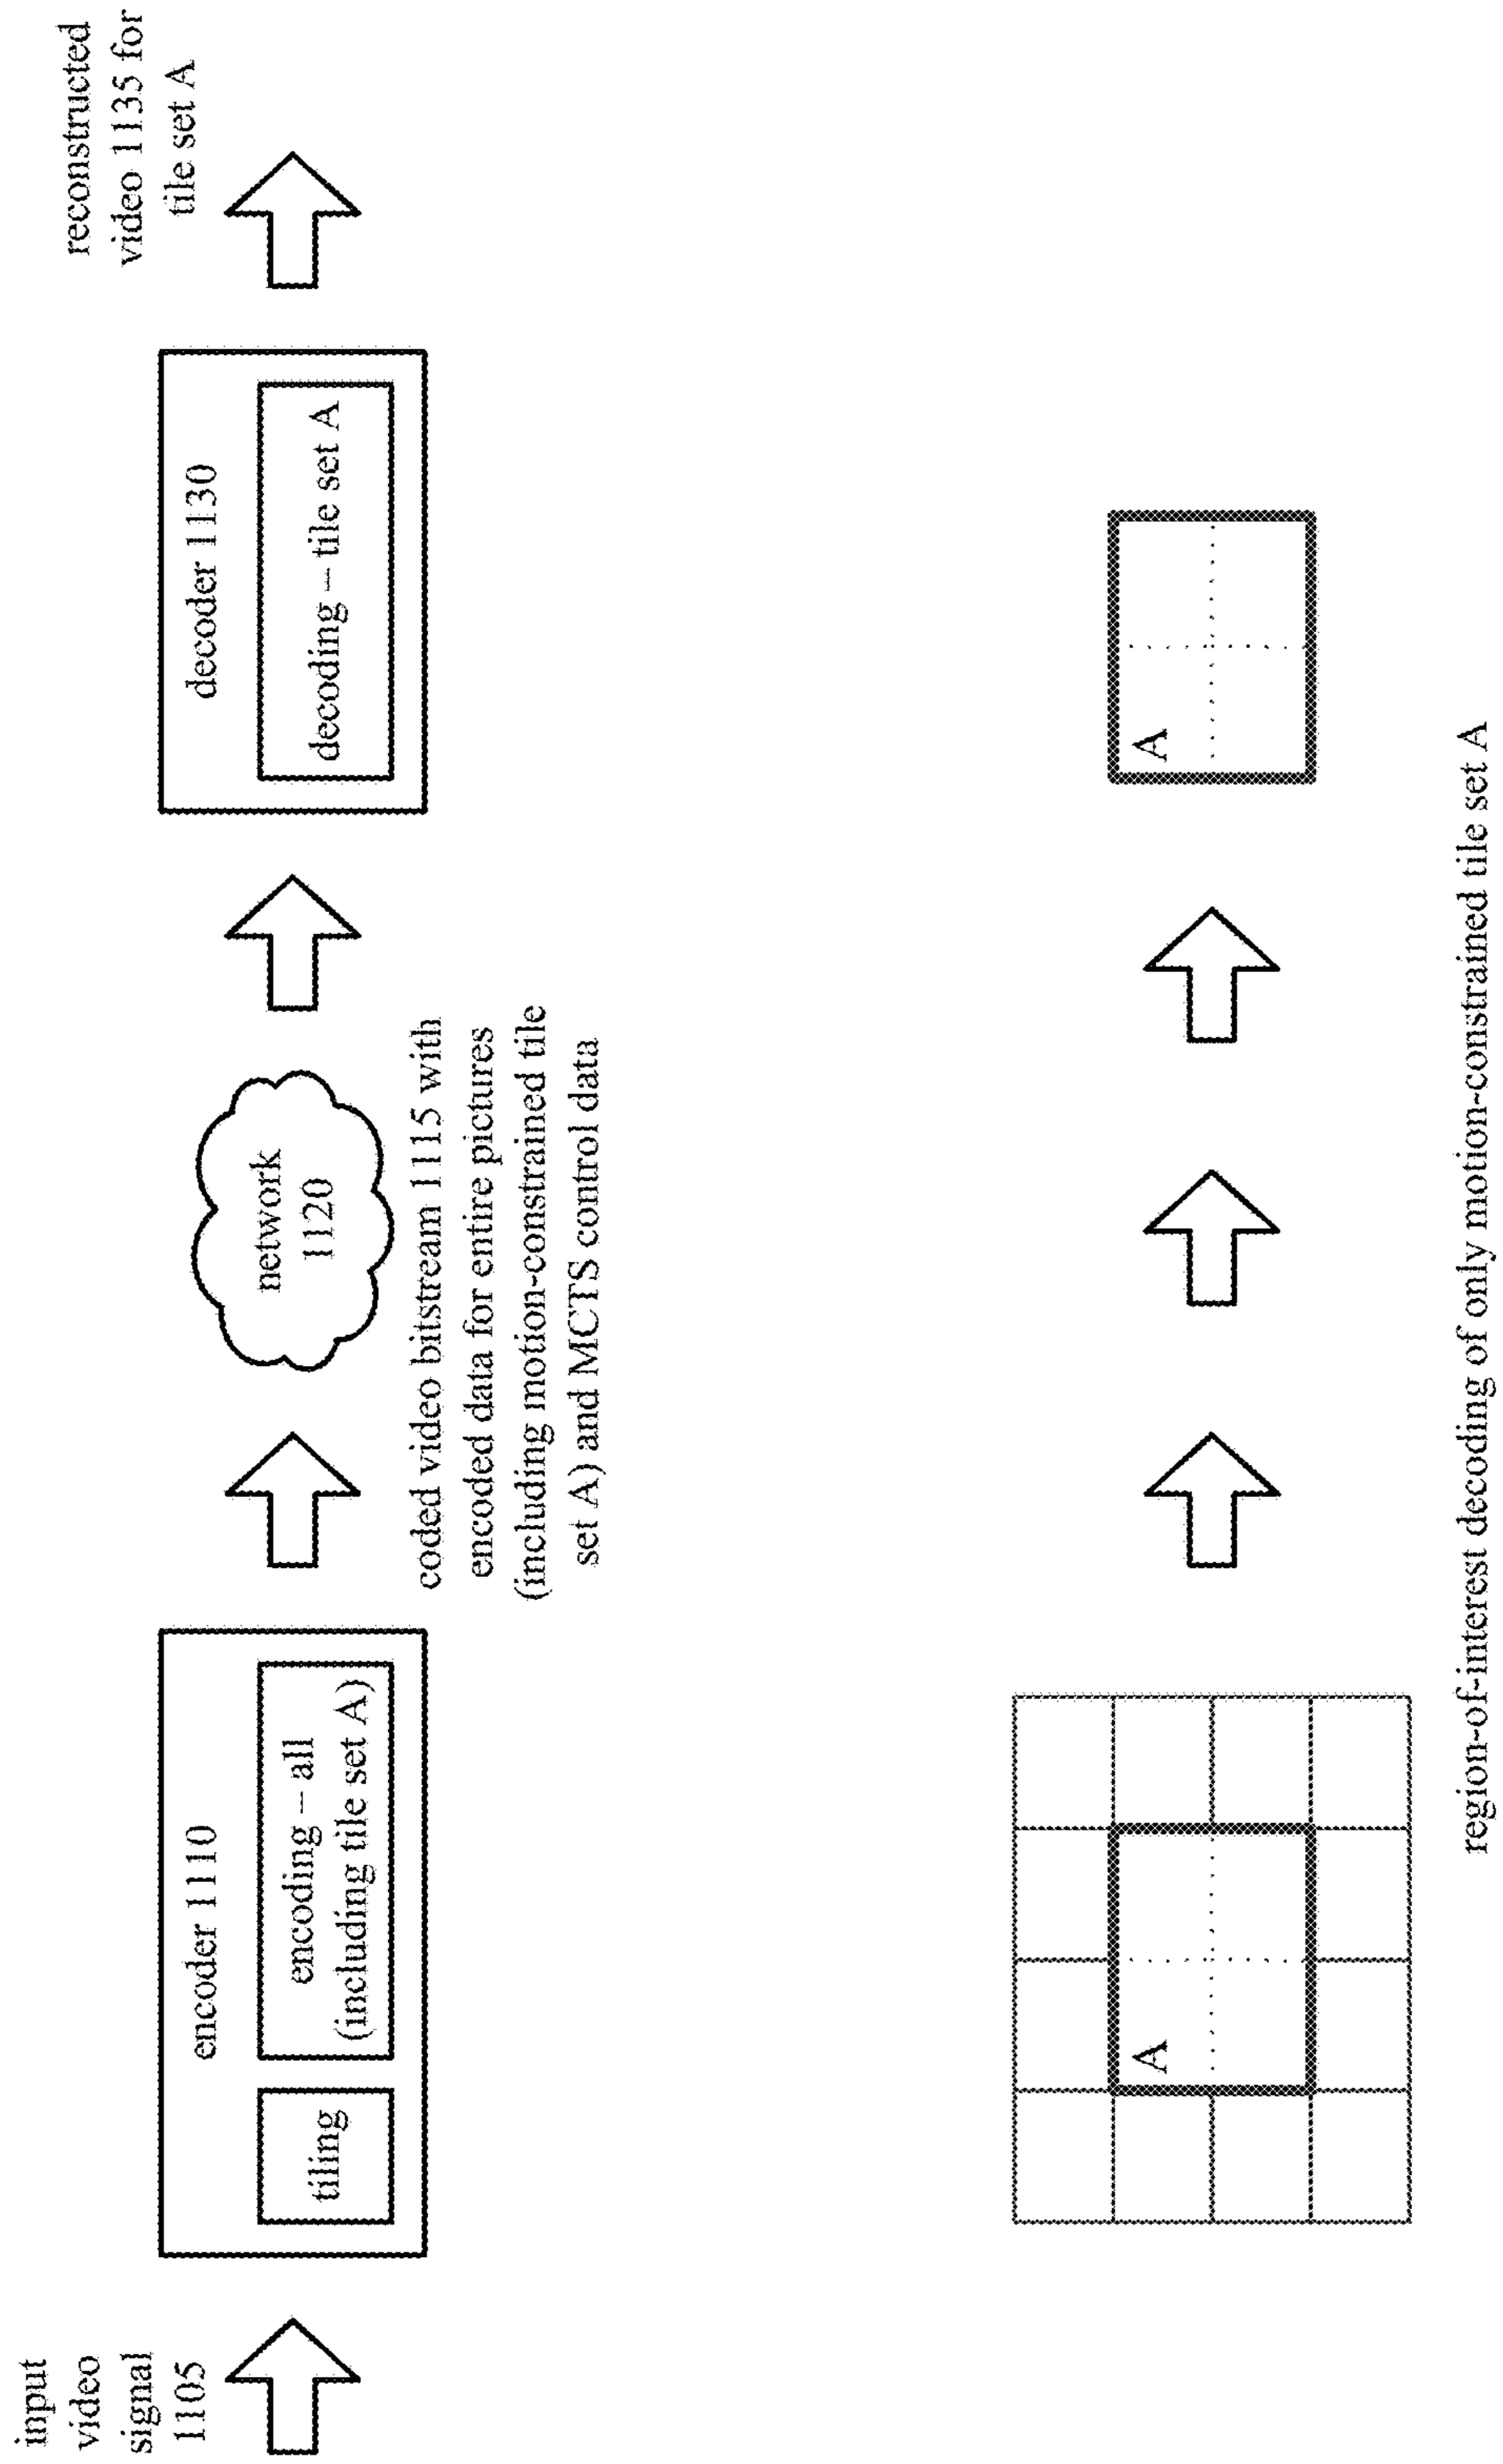 input
video
signal
1105
encoder 1110
tiling
encoding – all
(including tile set A)
network
1120
coded video bitstream 1115 with
encoded data for entire pictures
(including motion-constrained tile
set A) and MCTS control data
decoder 1130
decoding – tile set A
reconstructed
video 1135 for
tile set A
A
A
region-of-interest decoding of only motion-constrained tile set A